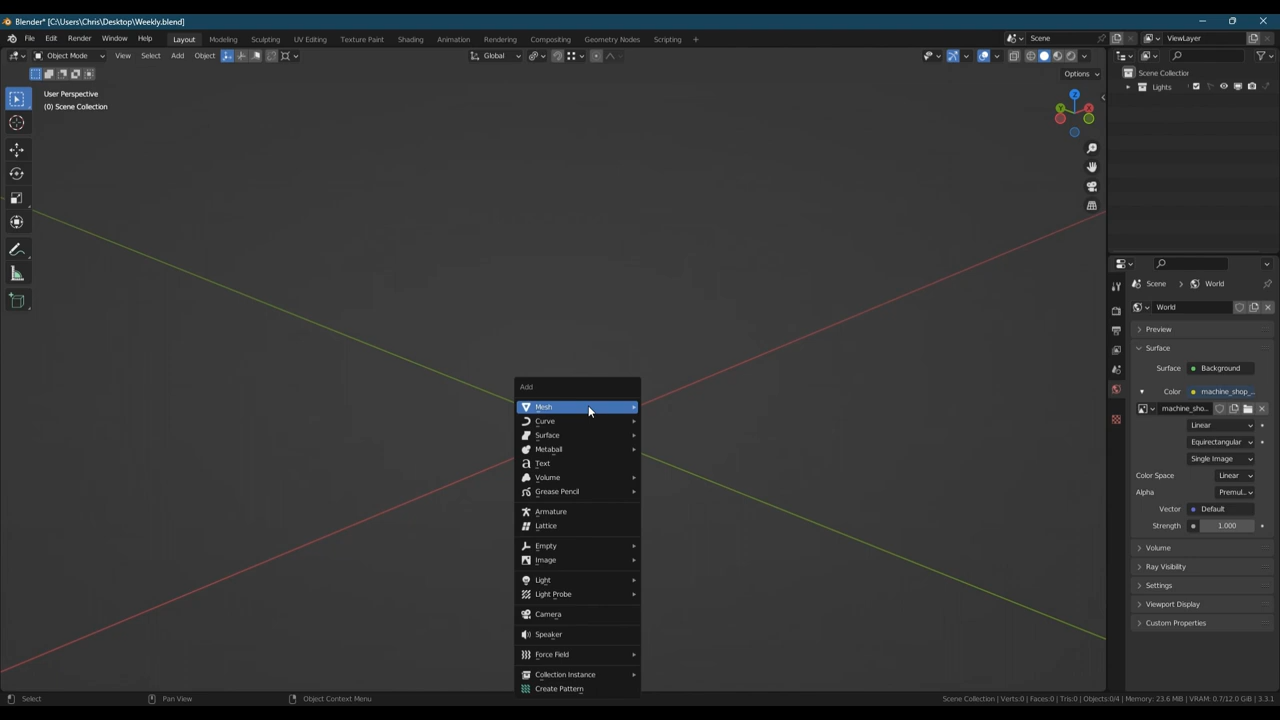 Blender* [C:\Users\Chris\Desktop\Weekly.blend]
File Edit Render Window Help Layout Modeling Sculpting UV Editing Texture Paint Shading Animation Rendering Compositing Geometry Nodes Scripting + Scene ViewLayer
Object Mode View Select Add Object Global
Options
User Perspective
(0) Scene Collection
Z
Y
X
Scene Collection
Lights
Scene > World
World
Preview
Surface
Surface Background
Color machine_shop_...
machine_sho...
Linear
Equirectangular
Single Image
Color Space Linear
Alpha Premul...
Vector Default
Strength 1.000
Volume
Ray Visibility
Settings
Viewport Display
Custom Properties
Add
Mesh
Curve
Surface
Metaball
Text
Volume
Grease Pencil
Armature
Lattice
Empty
Image
Light
Light Probe
Camera
Speaker
Force Field
Collection Instance
Create Pattern
Select Pan View Object Context Menu Scene Collection | Verts:0 | Faces:0 | Tris:0 | Objects:0/4 | Memory: 23.6 MiB | VRAM: 0.7/12.0 GiB | 3.3.1